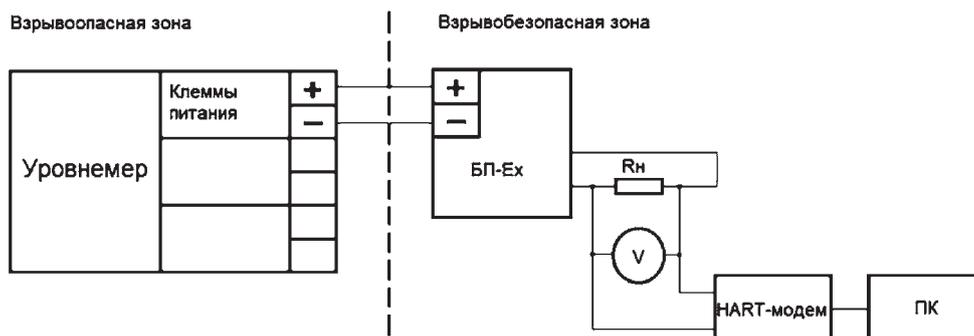 Взрывоопасная зона
Взрывобезопасная зона
Клеммы
питания
+
−
Уровнемер
+
−
БП-Ех
Rн
V
HART-модем
ПК